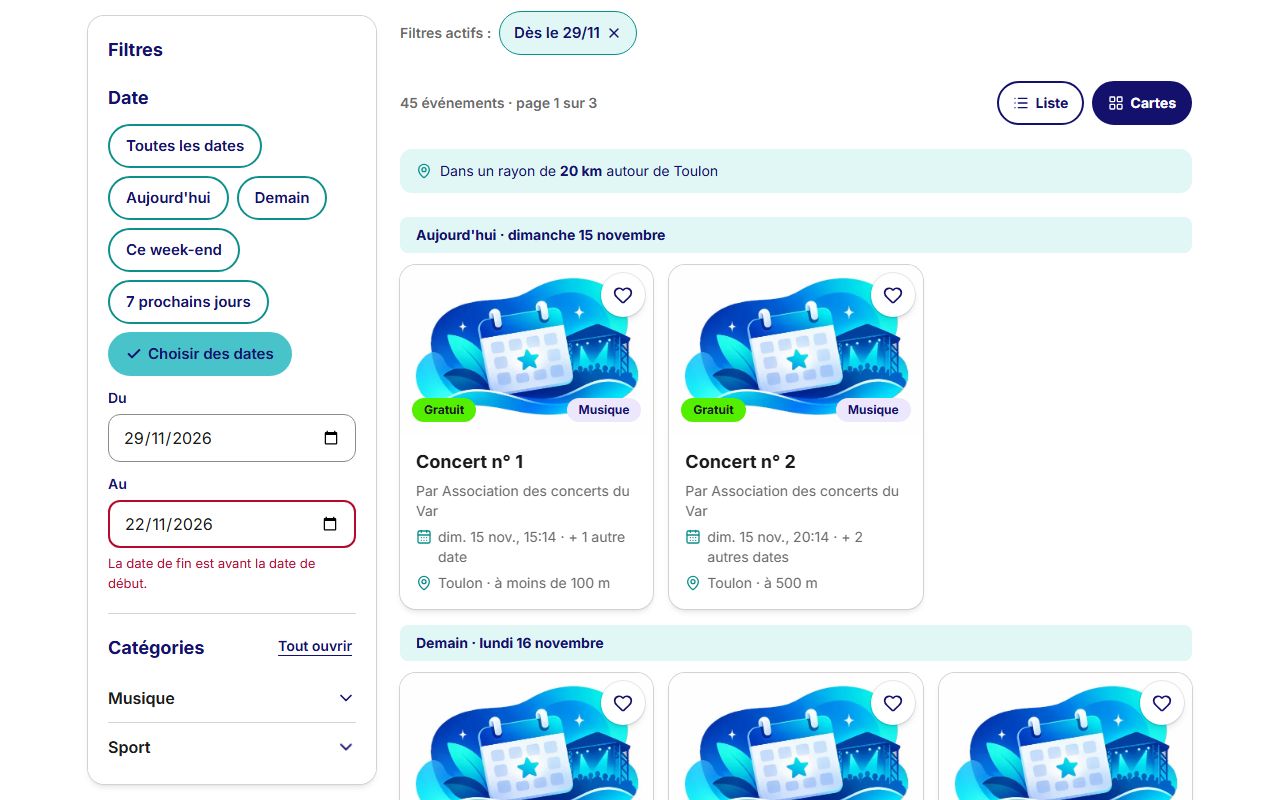 Filtres
Date
Toutes les dates
Aujourd'hui
Demain
Ce week-end
7 prochains jours
Choisir des dates
Du
29/11/2026
Au
22/11/2026
La date de fin est avant la date de
début.
Catégories
Tout ouvrir
Musique
Sport
Filtres actifs :
Dès le 29/11
45 événements · page 1 sur 3
Liste
Cartes
Dans un rayon de 20 km autour de Toulon
Aujourd'hui · dimanche 15 novembre
Gratuit
Musique
Concert n° 1
Par Association des concerts du
Var
dim. 15 nov., 15:14 · + 1 autre
date
Toulon · à moins de 100 m
Gratuit
Musique
Concert n° 2
Par Association des concerts du
Var
dim. 15 nov., 20:14 · + 2
autres dates
Toulon · à 500 m
Demain · lundi 16 novembre